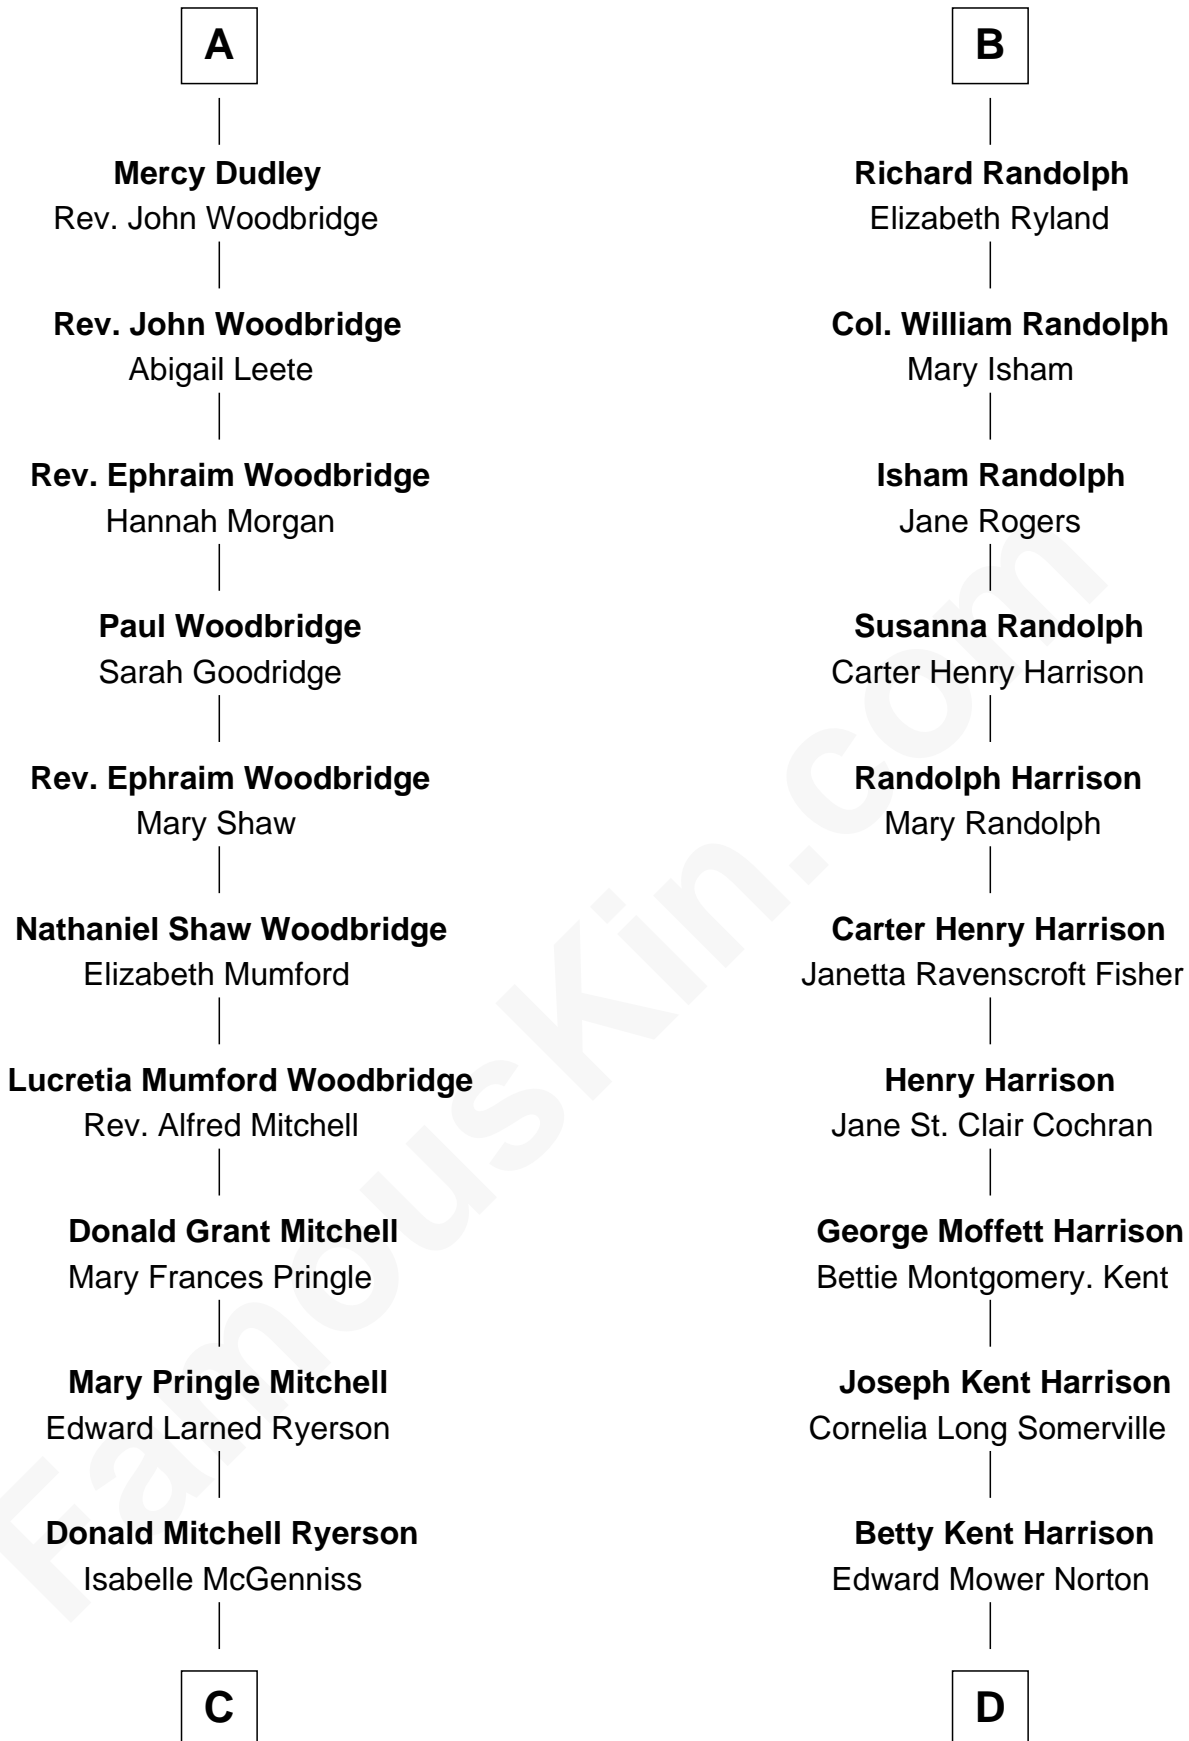 A
Mercy Dudley
Rev. John Woodbridge
Rev. John Woodbridge
Abigail Leete
Rev. Ephraim Woodbridge
Hannah Morgan
Paul Woodbridge
Sarah Goodridge
Rev. Ephraim Woodbridge
Mary Shaw
Nathaniel Shaw Woodbridge
Elizabeth Mumford
Lucretia Mumford Woodbridge
Rev. Alfred Mitchell
Donald Grant Mitchell
Mary Frances Pringle
Mary Pringle Mitchell
Edward Larned Ryerson
Donald Mitchell Ryerson
Isabelle McGenniss
C
B
Richard Randolph
Elizabeth Ryland
Col. William Randolph
Mary Isham
Isham Randolph
Jane Rogers
Susanna Randolph
Carter Henry Harrison
Randolph Harrison
Mary Randolph
Carter Henry Harrison
Janetta Ravenscroft Fisher
Henry Harrison
Jane St. Clair Cochran
George Moffett Harrison
Bettie Montgomery. Kent
Joseph Kent Harrison
Cornelia Long Somerville
Betty Kent Harrison
Edward Mower Norton
D
FamousKin.com